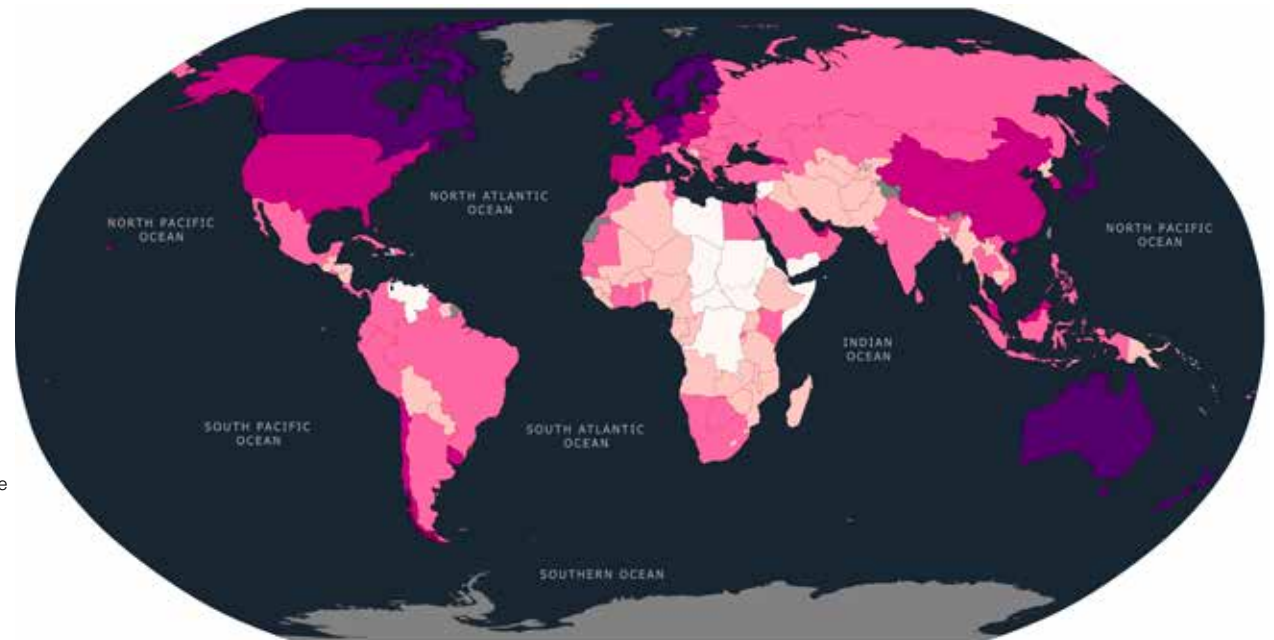 NORTH ATLANTIC
OCEAN
NORTH PACIFIC
OCEAN
NORTH PACIFIC
OCEAN
INDIAN
OCEAN
SOUTH PACIFIC
OCEAN
SOUTH ATLANTIC
OCEAN
e
SOUTHERN OCEAN